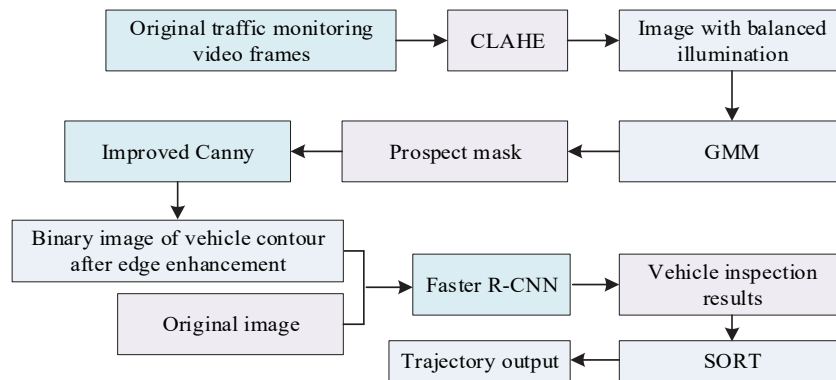 Original traffic monitoring
video frames
CLAHE
Image with balanced
illumination
Improved Canny
Prospect mask
GMM
Binary image of vehicle contour
after edge enhancement
Original image
Faster R-CNN
Vehicle inspection
results
Trajectory output
SORT